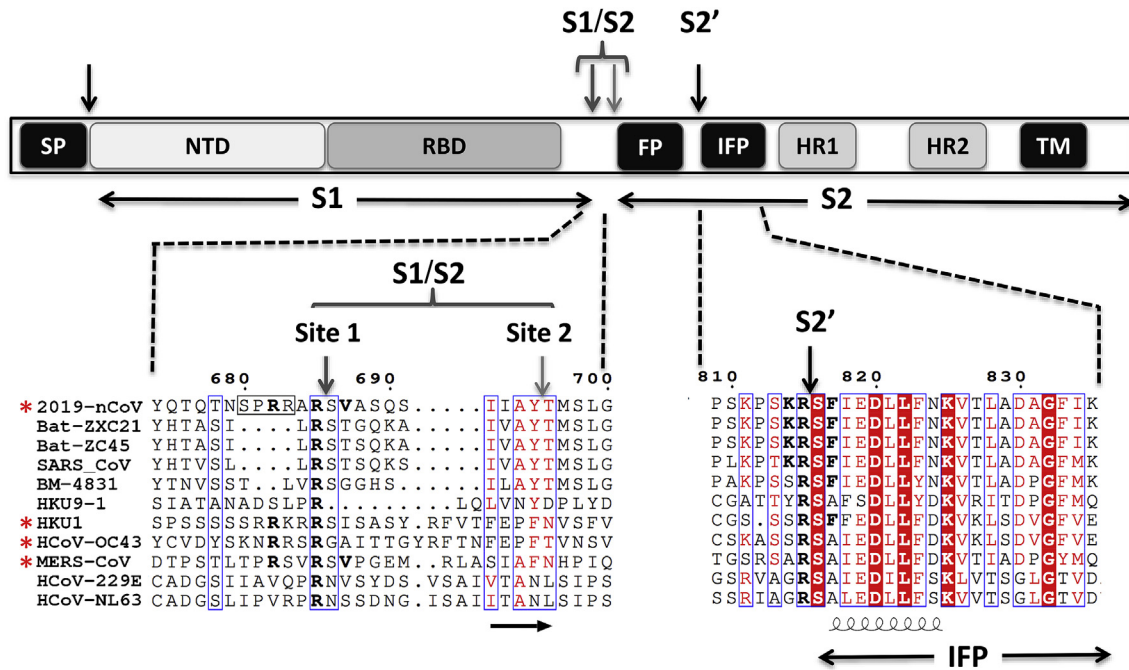 S1/S2 S2’
SP NTD RBD FP IFP HR1 HR2 TM
S1 S2
S1/S2
Site 1 Site 2 S2’
680 690 700 810 820 830
* 2019-nCoV YQTQTNSPRRARSVASQS.....IIAYTMSLG PSKPSKRSFIEDLLFNKVTLADAGFIK
Bat-ZXC21 YHTASI....LRSTGQKA.....IVAYTMSLG PSKPSKRSFIEDLLFNKVTLADAGFIK
Bat-ZC45 YHTASI....LRSTSQKA.....IVAYTMSLG PSKPSKRSFIEDLLFNKVTLADAGFIK
SARS_CoV YHTVSL....LRSTSQKS.....IVAYTMSLG PLKPTKRSFIEDLLFNKVTLADAGFMK
BM-4831 YTNVSST..LVRSGGHS.....ILAYTMSLG PAKPSSRSFIEDLLFNKVTLADPGFMK
HKU9-1 SIATANADSLPR.........LQLVNYDPLYD CGATTYRSAFSDLLYDKVRITDPGFMQ
* HKU1 SPSSSSSSRRKRRSISASY.RFVTFEPFNVSFV CGS.SSRSFFEDLLFDKVKLSDVGFVE
* HCoV-OC43 YCVDYSKNRRSRGAITTGYRFTNFEPFTVNSV CSKASSRSAIEDLLFDKVKLSDVGFVE
* MERS-CoV DTPSTLTPRSVRSVPGEM..RLASIAFNHPIQ TGSRSARSAIEDLLFDKVTIADPGYMQ
HCoV-229E CADGSIIAVQPRNVSYDS.VSAIVTANLSIPS GSRVAGRSAIEDILFSKLVTSGLGTVD
HCoV-NL63 CADGSLIPVRPRNSSDNG.ISAIITANLSIPS SSRIAGRSALEDLLFSKVVTSGLGTVD
IFP